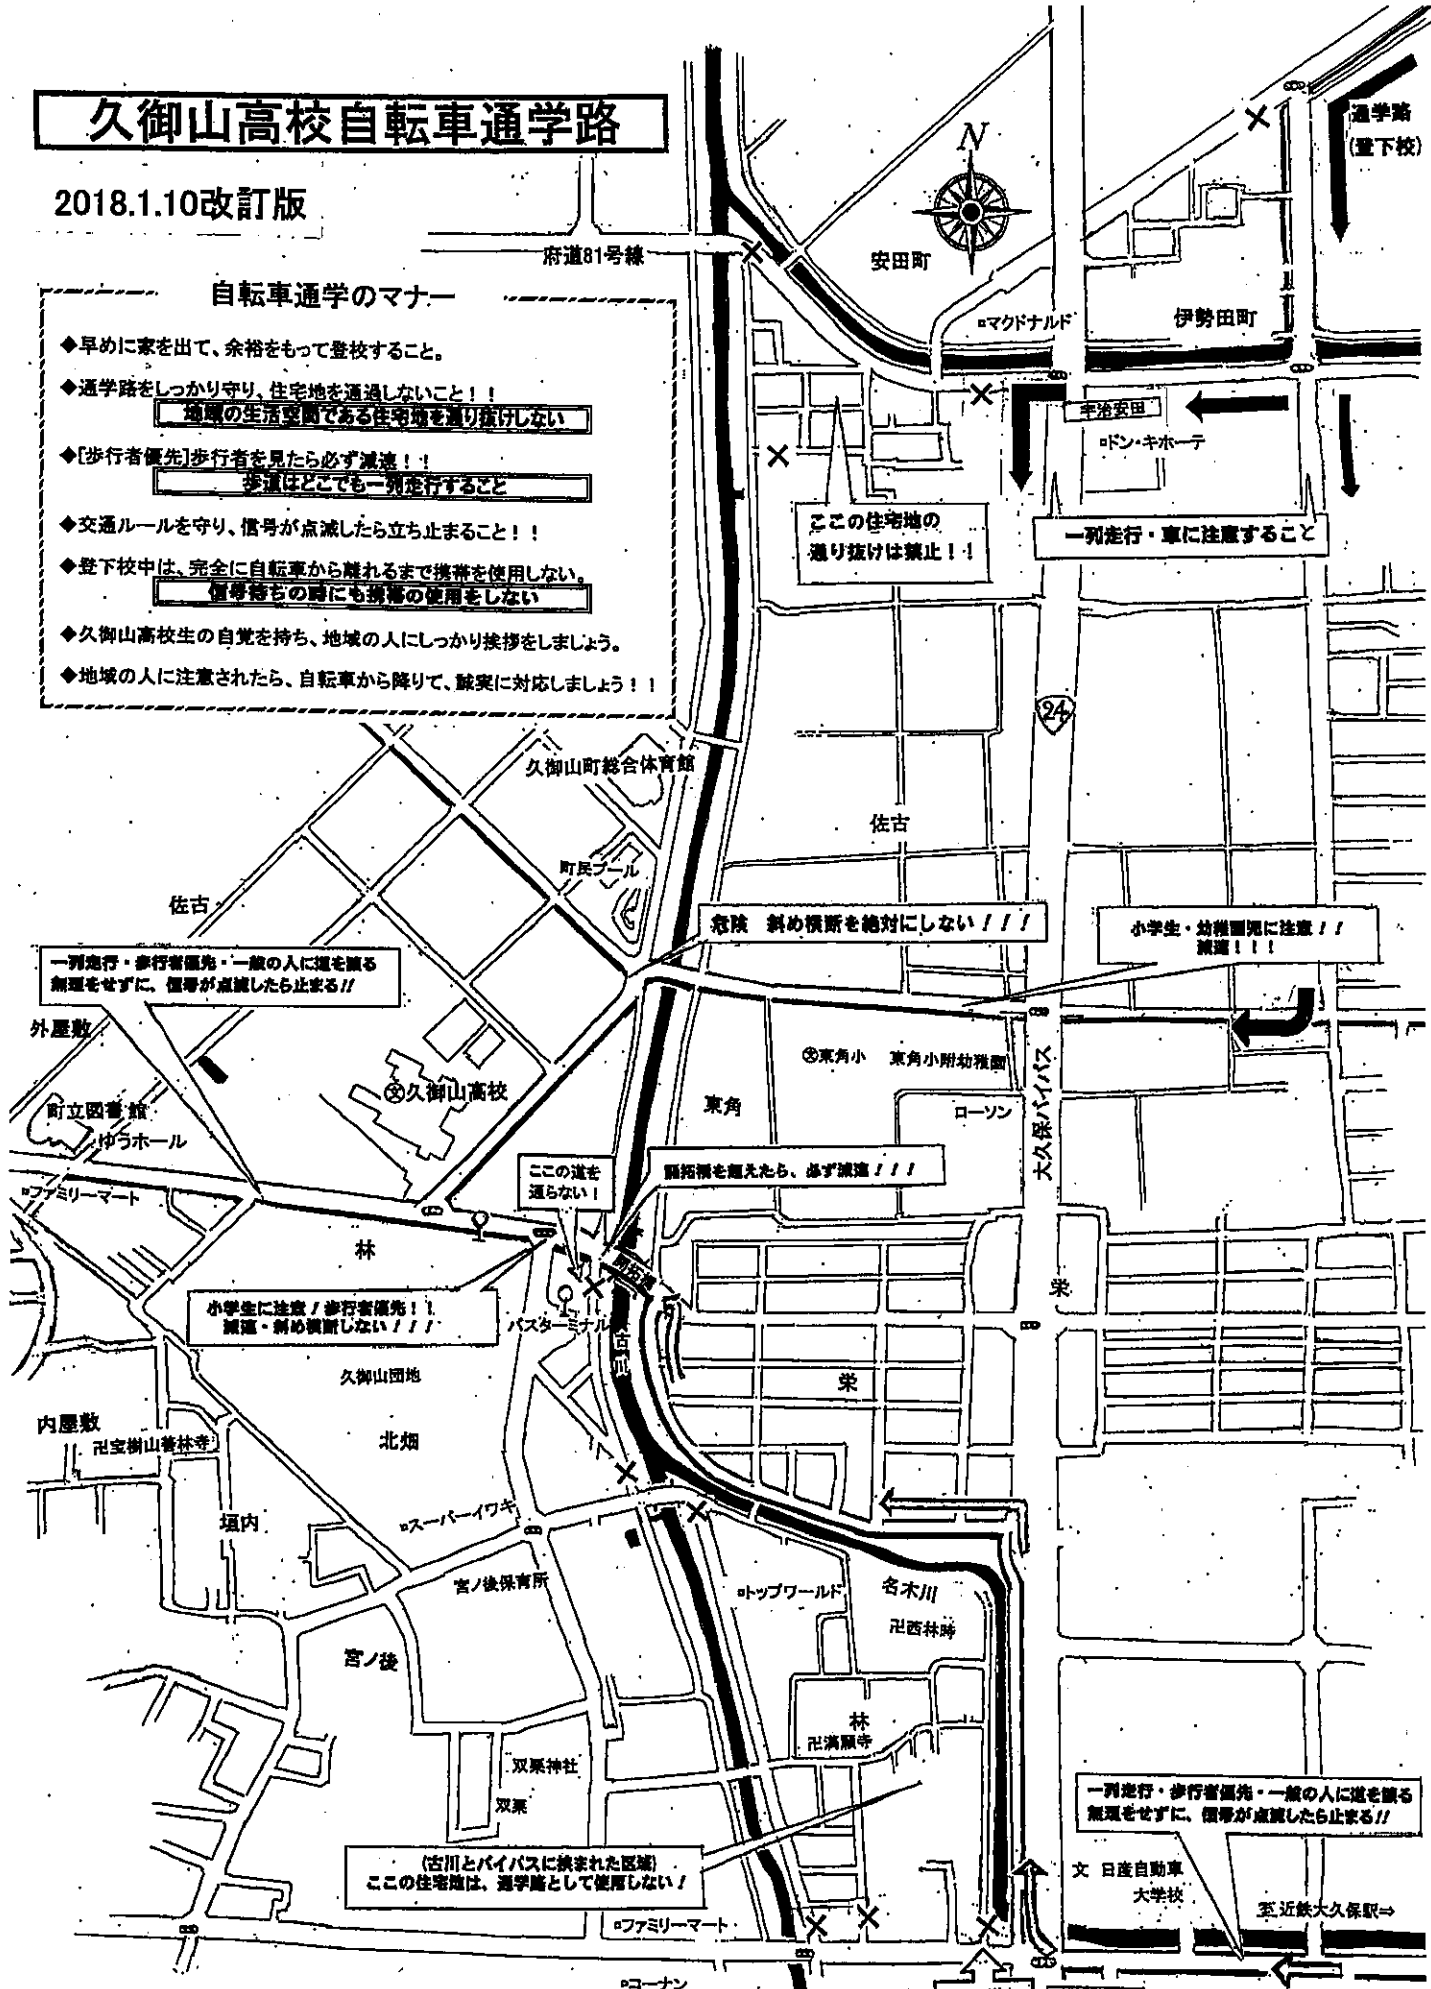 久御山高校自転車通学路
2018.1.10改訂版
自転車通学のマナー
◆早めに家を出て、余裕をもって登校すること。
◆通学路をしっかり守り、住宅地を通過しないこと！！
地域の生活空間である住宅地を通り抜けしない
◆[歩行者優先]歩行者を見たら必ず減速！！
歩道はどこでも一列走行すること
◆交通ルールを守り、信号が点滅したら立ち止まること！！
◆登下校中は、完全に自転車から離れるまで携帯を使用しない。
信号待ちの時にも携帯の使用をしない
◆久御山高校生の自覚を持ち、地域の人にしっかり挨拶をしましょう。
◆地域の人に注意されたら、自転車から降りて、誠実に対応しましょう！！
通学路
(登下校)
N
府道81号線
安田町
マクドナルド
伊勢田町
宇治安田
ドン・キホーテ
ここの住宅地の
通り抜けは禁止！！
一列走行・車に注意すること
24
久御山町総合体育館
佐古
町民プール
佐古
危険　斜め横断を絶対にしない！！！
小学生・幼稚園児に注意！！
減速！！！
一列走行・歩行者優先・一般の人に道を譲る
無理をせずに、信号が点滅したら止まる!!
外屋敷
文東角小
東角小附幼稚園
大久保バイパス
文久御山高校
東角
ローソン
町立図書館
ゆうホール
ここの道を
通らない！
開拓橋を超えたら、必ず減速！！！
ファミリーマート
林
開拓橋
栄
小学生に注意！歩行者優先！！
減速・斜め横断しない！！！
バスターミナル
古川
久御山団地
栄
内屋敷
卍宝樹山善林寺
北畑
スーパーイワキ
垣内
宮ノ後保育所
トップワールド
名木川
卍西林時
宮ノ後
林
卍満願寺
双栗神社
双栗
一列走行・歩行者優先・一般の人に道を譲る
無理をせずに、信号が点滅したら止まる!!
(古川とバイパスに挟まれた区域)
ここの住宅地は、通学路として使用しない！
文 日産自動車
大学校
至近鉄大久保駅⇒
ファミリーマート
コーナン